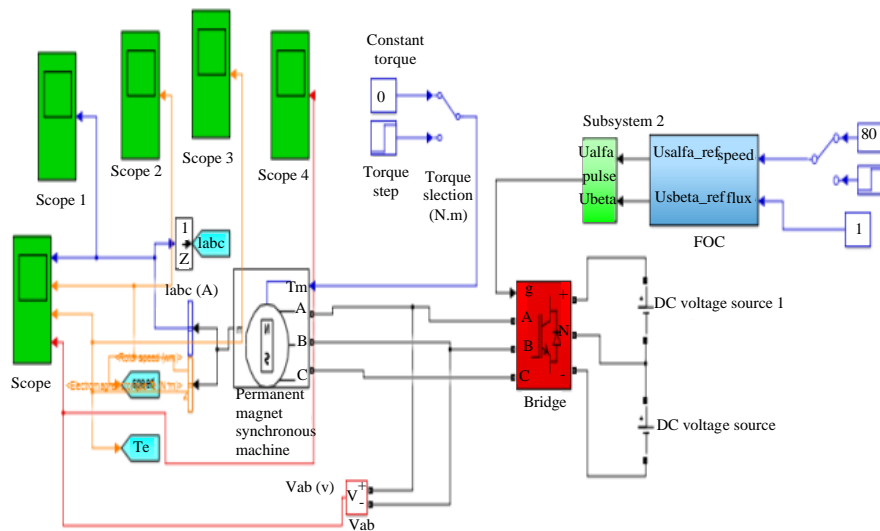 Constant
torque
0
Scope 1
Scope 2
Scope 3
Scope 4
Torque
step
Torque
slection
(N.m)
Subsystem 2
Ualfa
pulse
Ubeta
Usalfa_ref
speed
Usbeta_ref
flux
FOC
80
1
1
Z
Iabc
Iabc (A)
Scope
speed
Te
Tm
A
B
C
N
S
Permanent
magnet
synchronous
machine
g
A
B
C
+
N
-
Bridge
DC voltage source 1
DC voltage source
Vab (v)
V
+
-
Vab